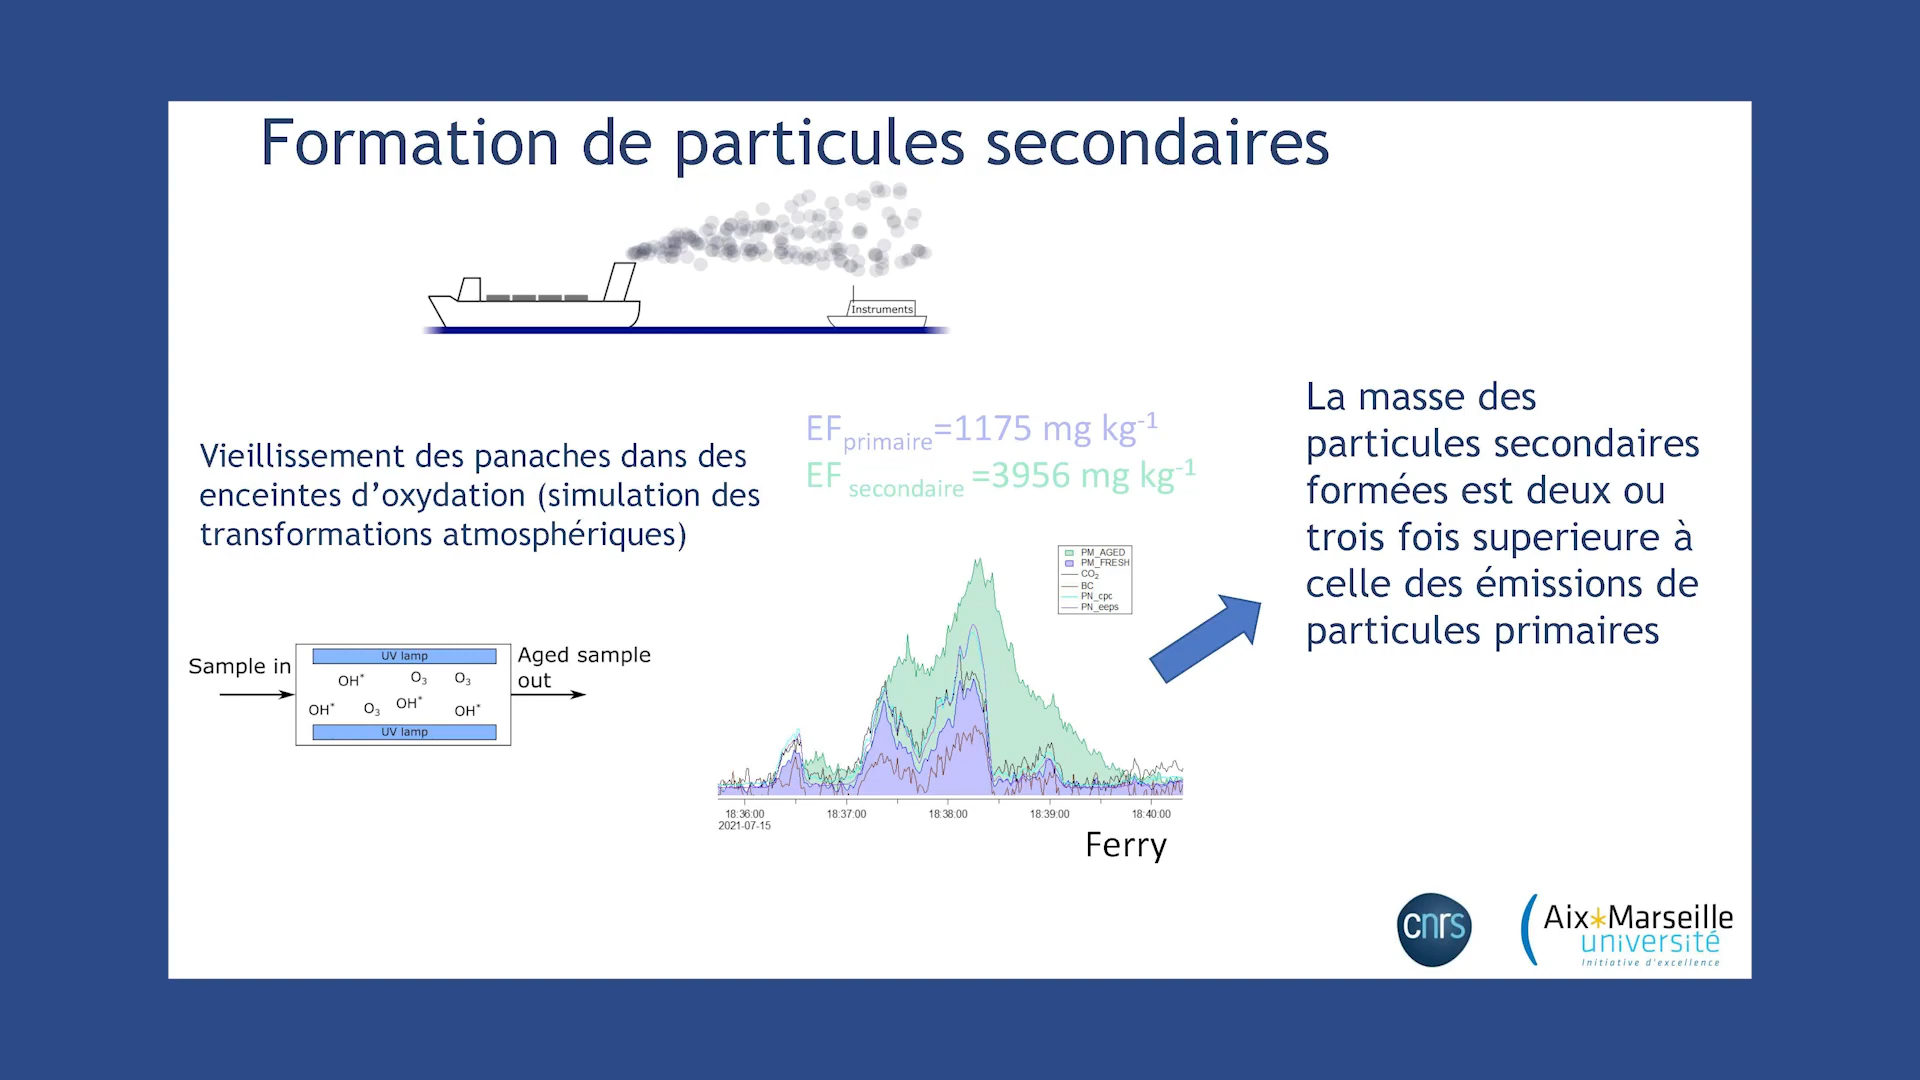 Formation de particules secondaires
Instruments
Vieillissement des panaches dans des
enceintes d’oxydation (simulation des
transformations atmosphériques)
EFprimaire=1175 mg kg-1
EF secondaire =3956 mg kg-1
La masse des
particules secondaires
formées est deux ou
trois fois superieure à
celle des émissions de
particules primaires
PM_AGED
PM_FRESH
CO2
BC
PN_cpc
PN_eeps
Sample in
UV lamp
OH* O3 O3
OH* O3 OH* OH*
UV lamp
Aged sample
out
18:36:00 18:37:00 18:38:00 18:39:00 18:40:00
2021-07-15
Ferry
cnrs
Aix*Marseille
université
Initiative d'excellence